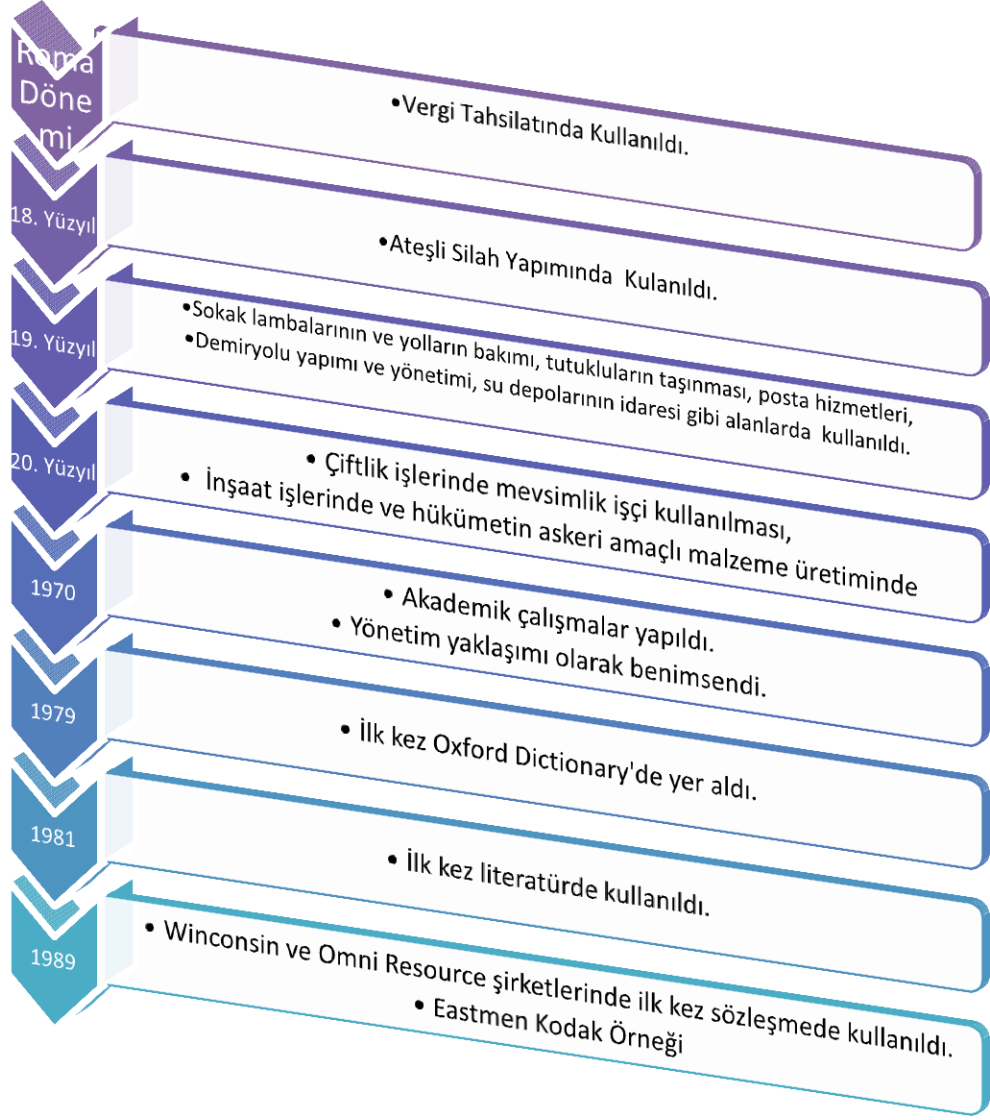 Roma
Döne
mi
•Vergi Tahsilatında Kullanıldı.
18. Yüzyıl
•Ateşli Silah Yapımında Kulanıldı.
19. Yüzyıl
•Sokak lambalarının ve yolların bakımı, tutukluların taşınması, posta hizmetleri,
•Demiryolu yapımı ve yönetimi, su depolarının idaresi gibi alanlarda kullanıldı.
20. Yüzyıl
• Çiftlik işlerinde mevsimlik işçi kullanılması,
• İnşaat işlerinde ve hükümetin askeri amaçlı malzeme üretiminde
1970
• Akademik çalışmalar yapıldı.
• Yönetim yaklaşımı olarak benimsendi.
1979
• İlk kez Oxford Dictionary'de yer aldı.
1981
• İlk kez literatürde kullanıldı.
1989
• Winconsin ve Omni Resource şirketlerinde ilk kez sözleşmede kullanıldı.
• Eastmen Kodak Örneği